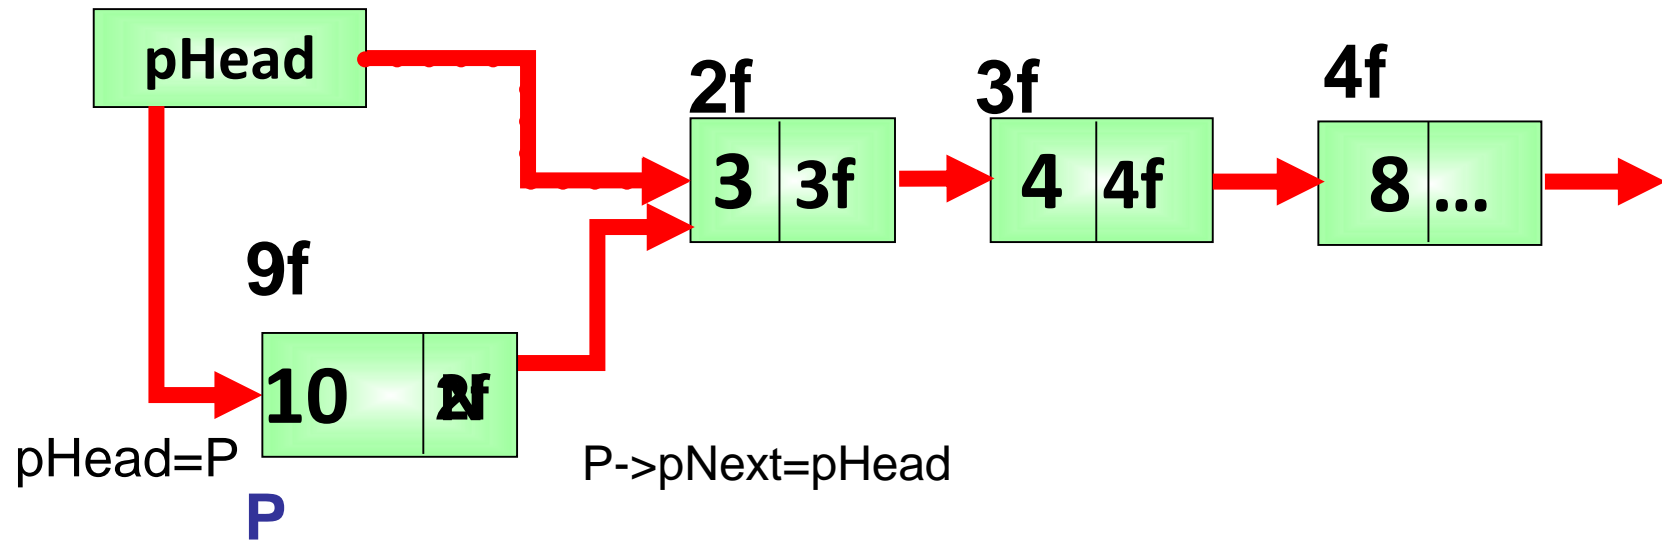 pHead
2f
3f
4f
3 3f
4 4f
8 ...
9f
10
pHead=P
P->pNext=pHead
P